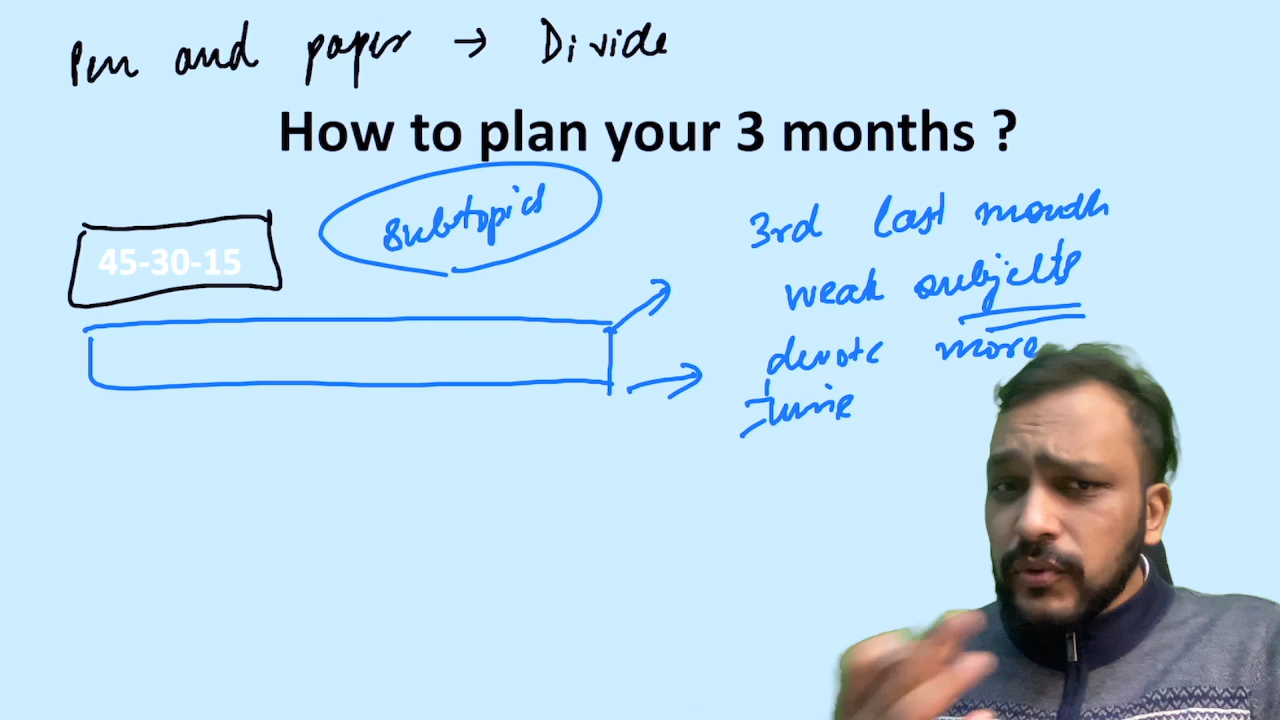 Pen and paper → Divide
How to plan your 3 months ?
subtopics
45-30-15
3rd last month
weak subjects
devote more
time